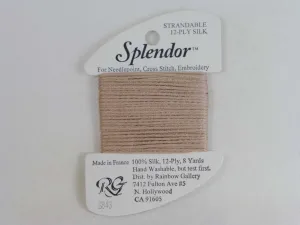 STRANDABLE
12-PLY SILK
Splendor™
For Needlepoint, Cross Stitch, Embroidery
Made in France
100% Silk, 12-Ply, 8 Yards
Hand Washable, but test first.
Dist. by Rainbow Gallery
7412 Fulton Ave #5
N. Hollywood
CA 91605
RG